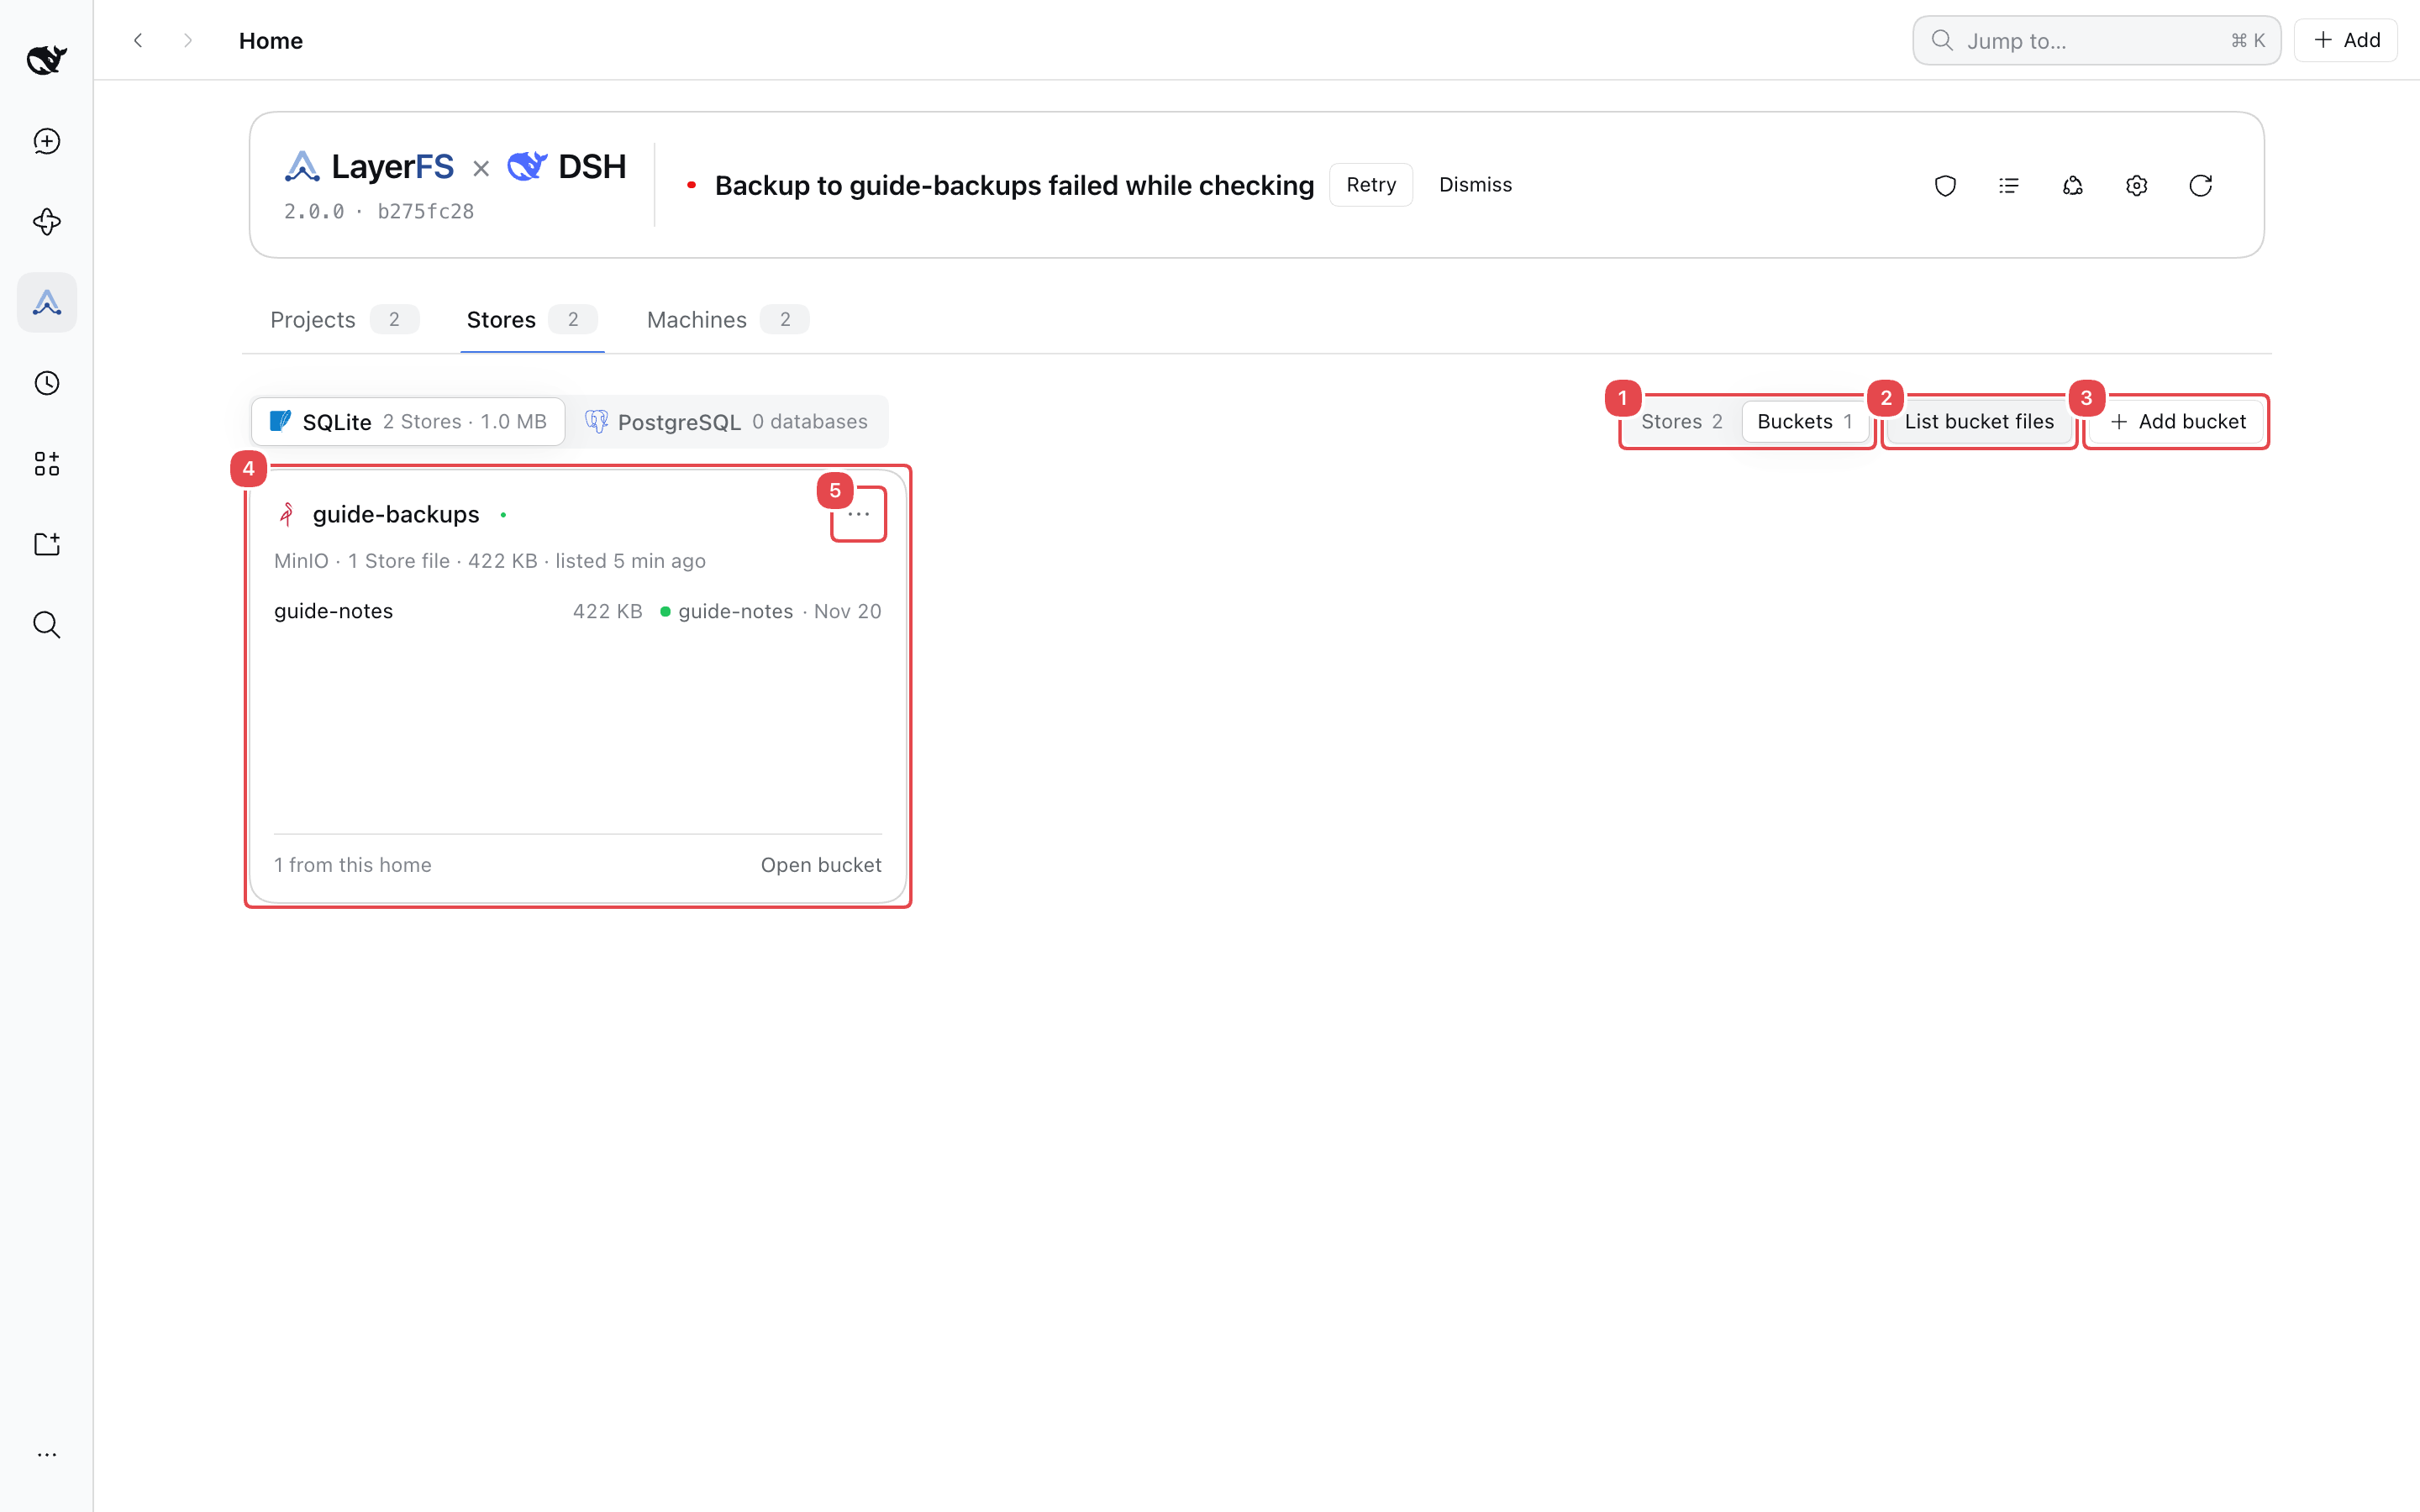 Home
Jump to...
⌘ K
+ Add
LayerFS × DSH
2.0.0 · b275fc28
Backup to guide-backups failed while checking
Retry
Dismiss
Projects 2
Stores 2
Machines 2
SQLite 2 Stores · 1.0 MB
PostgreSQL 0 databases
1
Stores 2
Buckets 1
2
List bucket files
3
+ Add bucket
4
5
guide-backups
...
MinIO · 1 Store file · 422 KB · listed 5 min ago
guide-notes 422 KB guide-notes · Nov 20
1 from this home
Open bucket
...